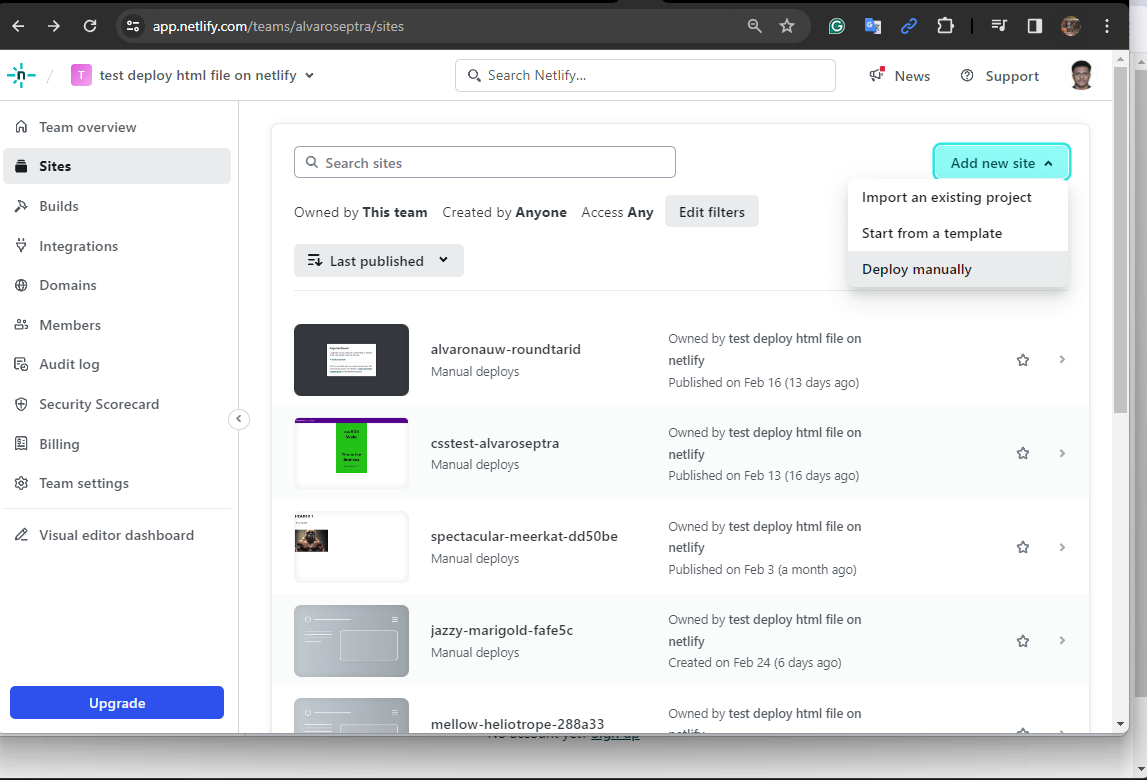 app.netlify.com/teams/alvaroseptra/sites
T test deploy html file on netlify
Search Netlify...
News
Support
Team overview
Sites
Builds
Integrations
Domains
Members
Audit log
Security Scorecard
Billing
Team settings
Visual editor dashboard
Upgrade
Search sites
Add new site
Import an existing project
Start from a template
Deploy manually
Owned by This team Created by Anyone Access Any Edit filters
Last published
alvaronauw-roundtarid
Manual deploys
Owned by test deploy html file on
netlify
Published on Feb 16 (13 days ago)
csstest-alvaroseptra
Manual deploys
Owned by test deploy html file on
netlify
Published on Feb 13 (16 days ago)
HEADER 1
spectacular-meerkat-dd50be
Manual deploys
Owned by test deploy html file on
netlify
Published on Feb 3 (a month ago)
jazzy-marigold-fafe5c
Manual deploys
Owned by test deploy html file on
netlify
Created on Feb 24 (6 days ago)
mellow-heliotrope-288a33
Owned by test deploy html file on
netlify
No account yet? Sign up